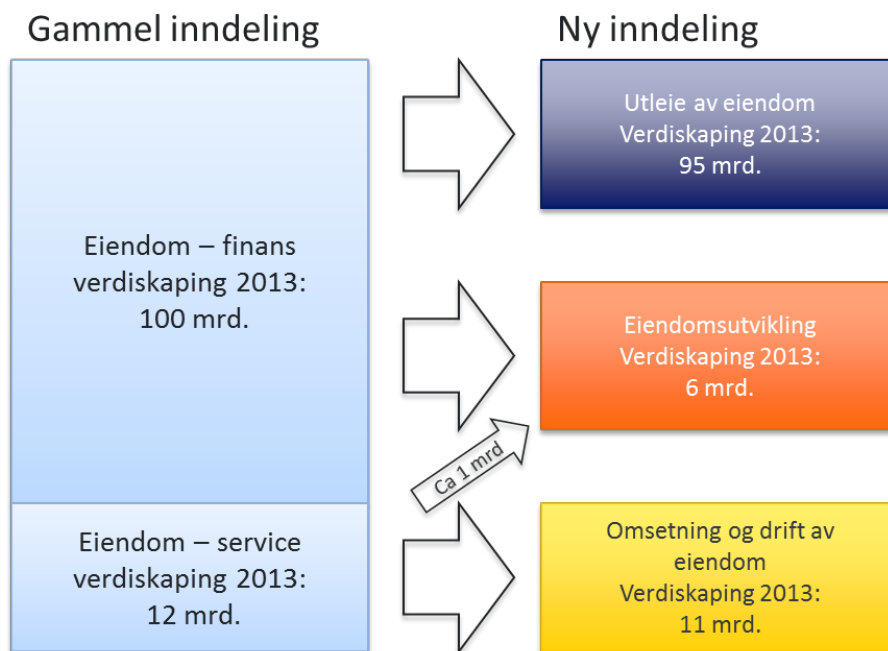 Gammel inndeling
Ny inndeling
Eiendom – finans
verdiskaping 2013:
100 mrd.
Eiendom – service
verdiskaping 2013:
12 mrd.
Utleie av eiendom
Verdiskaping 2013:
95 mrd.
Eiendomsutvikling
Verdiskaping 2013:
6 mrd.
Ca 1 mrd
Omsetning og drift av
eiendom
Verdiskaping 2013:
11 mrd.